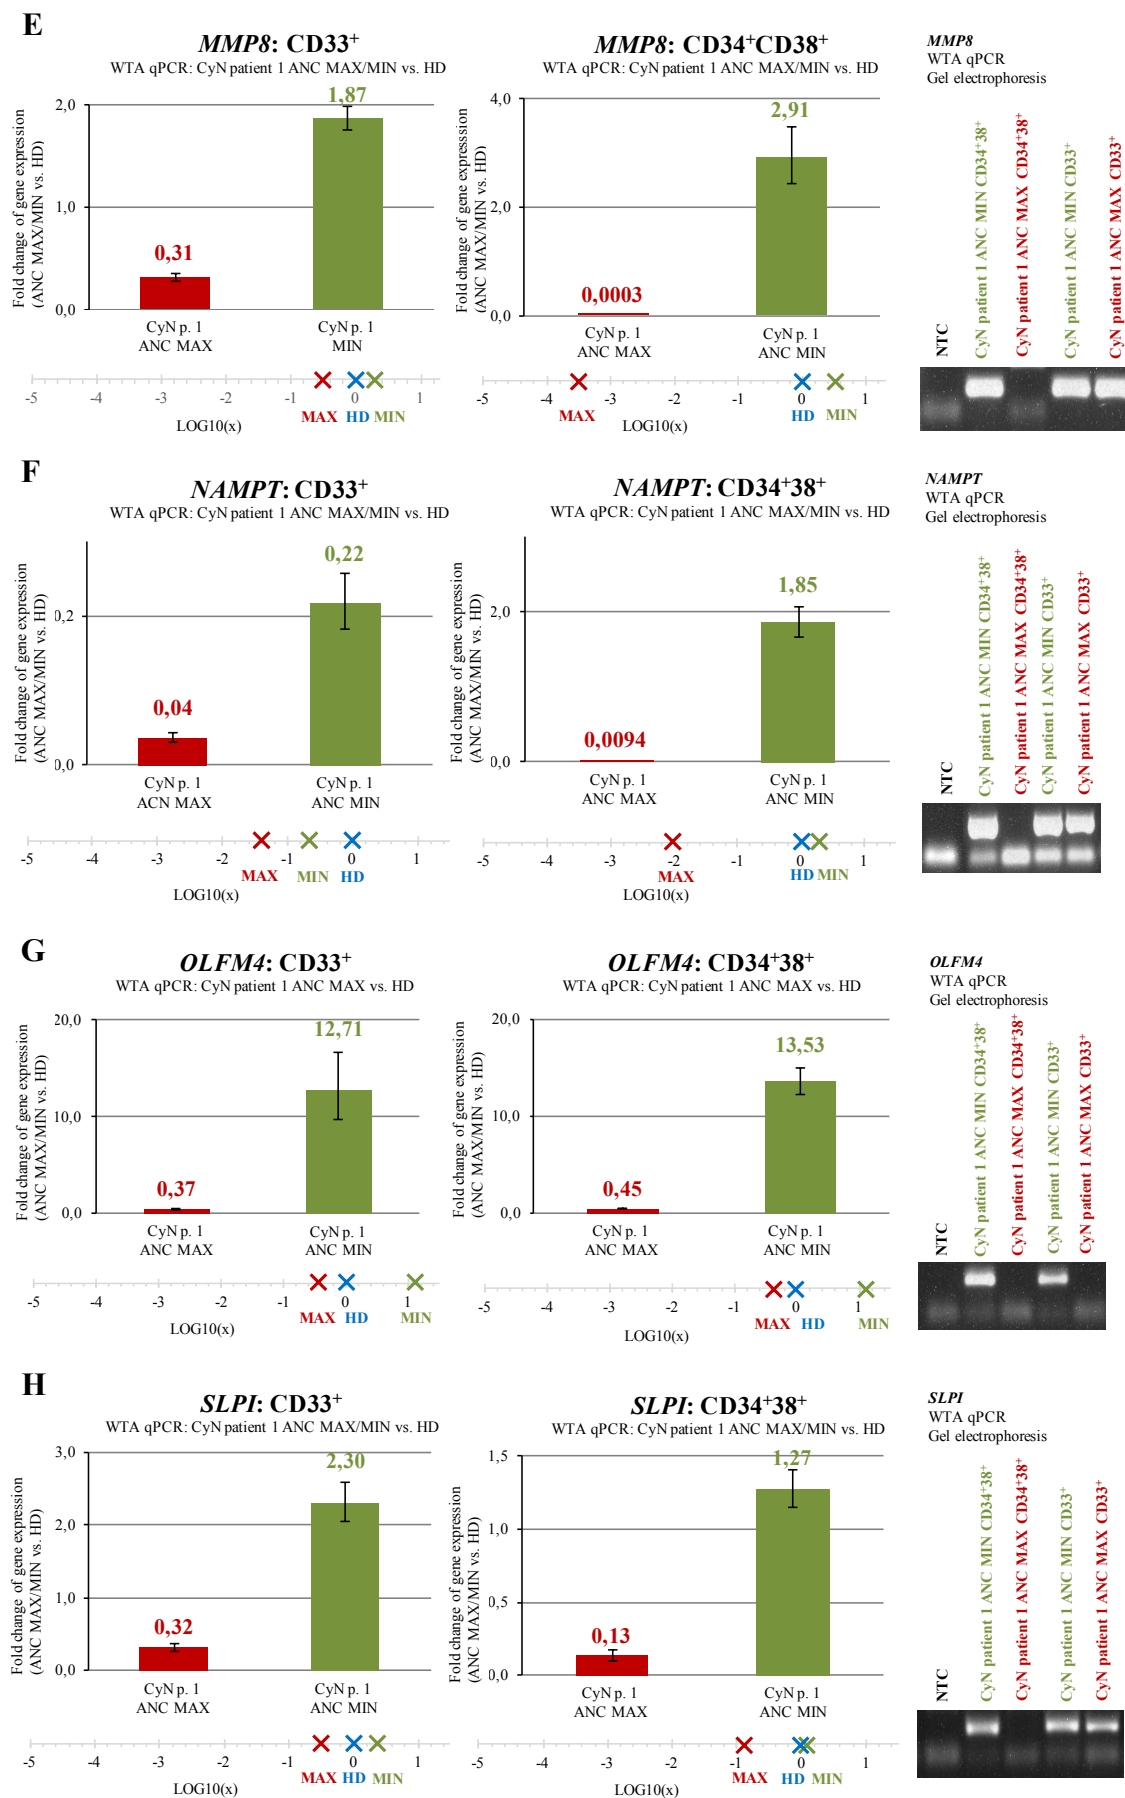 E
MMP8: CD33+
WTA qPCR: CyN patient 1 ANC MAX/MIN vs. HD
Fold change of gene expresssion
(ANC MAX/MIN vs. HD)
2,0
1,0
0,0
0,31
1,87
CyN p. 1
ANC MAX
CyN p. 1
MIN
-5 -4 -3 -2 -1 0 1
MAX HD MIN
LOG10(x)
MMP8: CD34+CD38+
WTA qPCR: CyN patient 1 ANC MAX/MIN vs. HD
Fold change of gene expression
(ANC MAX/MIN vs. HD)
4,0
2,0
0,0
0,0003
2,91
CyN p. 1
ANC MAX
CyN p. 1
ANC MIN
-5 -4 -3 -2 -1 0 1
MAX HD MIN
LOG10(x)
MMP8
WTA qPCR
Gel electrophoresis
NTC
CyN patient 1 ANC MIN CD34+38+
CyN patient 1 ANC MAX CD34+38+
CyN patient 1 ANC MIN CD33+
CyN patient 1 ANC MAX CD33+
F
NAMPT: CD33+
WTA qPCR: CyN patient 1 ANC MAX/MIN vs. HD
Fold change of gene expression
(ANC MAX/MIN vs. HD)
0,2
0,0
0,04
0,22
CyN p. 1
ACN MAX
CyN p. 1
ANC MIN
-5 -4 -3 -2 -1 0 1
MAX MIN HD
LOG10(x)
NAMPT: CD34+38+
WTA qPCR: CyN patient 1 ANC MAX/MIN vs. HD
Fold change of gene expression
(ANC MAX/MIN vs. HD)
2,0
0,0
0,0094
1,85
CyN p. 1
ANC MAX
CyN p. 1
ANC MIN
-5 -4 -3 -2 -1 0 1
MAX HD MIN
LOG10(x)
NAMPT
WTA qPCR
Gel electrophoresis
NTC
CyN patient 1 ANC MIN CD34+38+
CyN patient 1 ANC MAX CD34+38+
CyN patient 1 ANC MIN CD33+
CyN patient 1 ANC MAX CD33+
G
OLFM4: CD33+
WTA qPCR: CyN patient 1 ANC MAX vs. HD
Fold change of gene expression
(ANC MAX/MIN vs. HD)
20,0
10,0
0,0
0,37
12,71
CyN p. 1
ANC MAX
CyN p. 1
ANC MIN
-5 -4 -3 -2 -1 0 1
MAX HD MIN
LOG10(x)
OLFM4: CD34+38+
WTA qPCR: CyN patient 1 ANC MAX vs. HD
Fold change of gene expression
(ANC MAX/MIN vs. HD)
20,0
10,0
0,0
0,45
13,53
CyN p. 1
ANC MAX
CyN p. 1
ANC MIN
-5 -4 -3 -2 -1 0 1
MAX HD MIN
LOG10(x)
OLFM4
WTA qPCR
Gel electrophoresis
NTC
CyN patient 1 ANC MIN CD34+38+
CyN patient 1 ANC MAX CD34+38+
CyN patient 1 ANC MIN CD33+
CyN patient 1 ANC MAX CD33+
H
SLPI: CD33+
WTA qPCR: CyN patient 1 ANC MAX/MIN vs. HD
Fold change of gene expression
(ANC MAX/MIN vs. HD)
3,0
2,0
1,0
0,0
0,32
2,30
CyN p. 1
ANC MAX
CyN p. 1
ANC MIN
-5 -4 -3 -2 -1 0 1
MAX HD MIN
LOG10(x)
SLPI: CD34+38+
WTA qPCR: CyN patient 1 ANC MAX/MIN vs. HD
Fold change of gene expression
(ANC MAX/MIN vs. HD)
1,5
1,0
0,5
0,0
0,13
1,27
CyN p. 1
ANC MAX
CyN p. 1
ANC MIN
-5 -4 -3 -2 -1 0 1
MAX HD MIN
LOG10(x)
SLPI
WTA qPCR
Gel electrophoresis
NTC
CyN patient 1 ANC MIN CD34+38+
CyN patient 1 ANC MAX CD34+38+
CyN patient 1 ANC MIN CD33+
CyN patient 1 ANC MAX CD33+